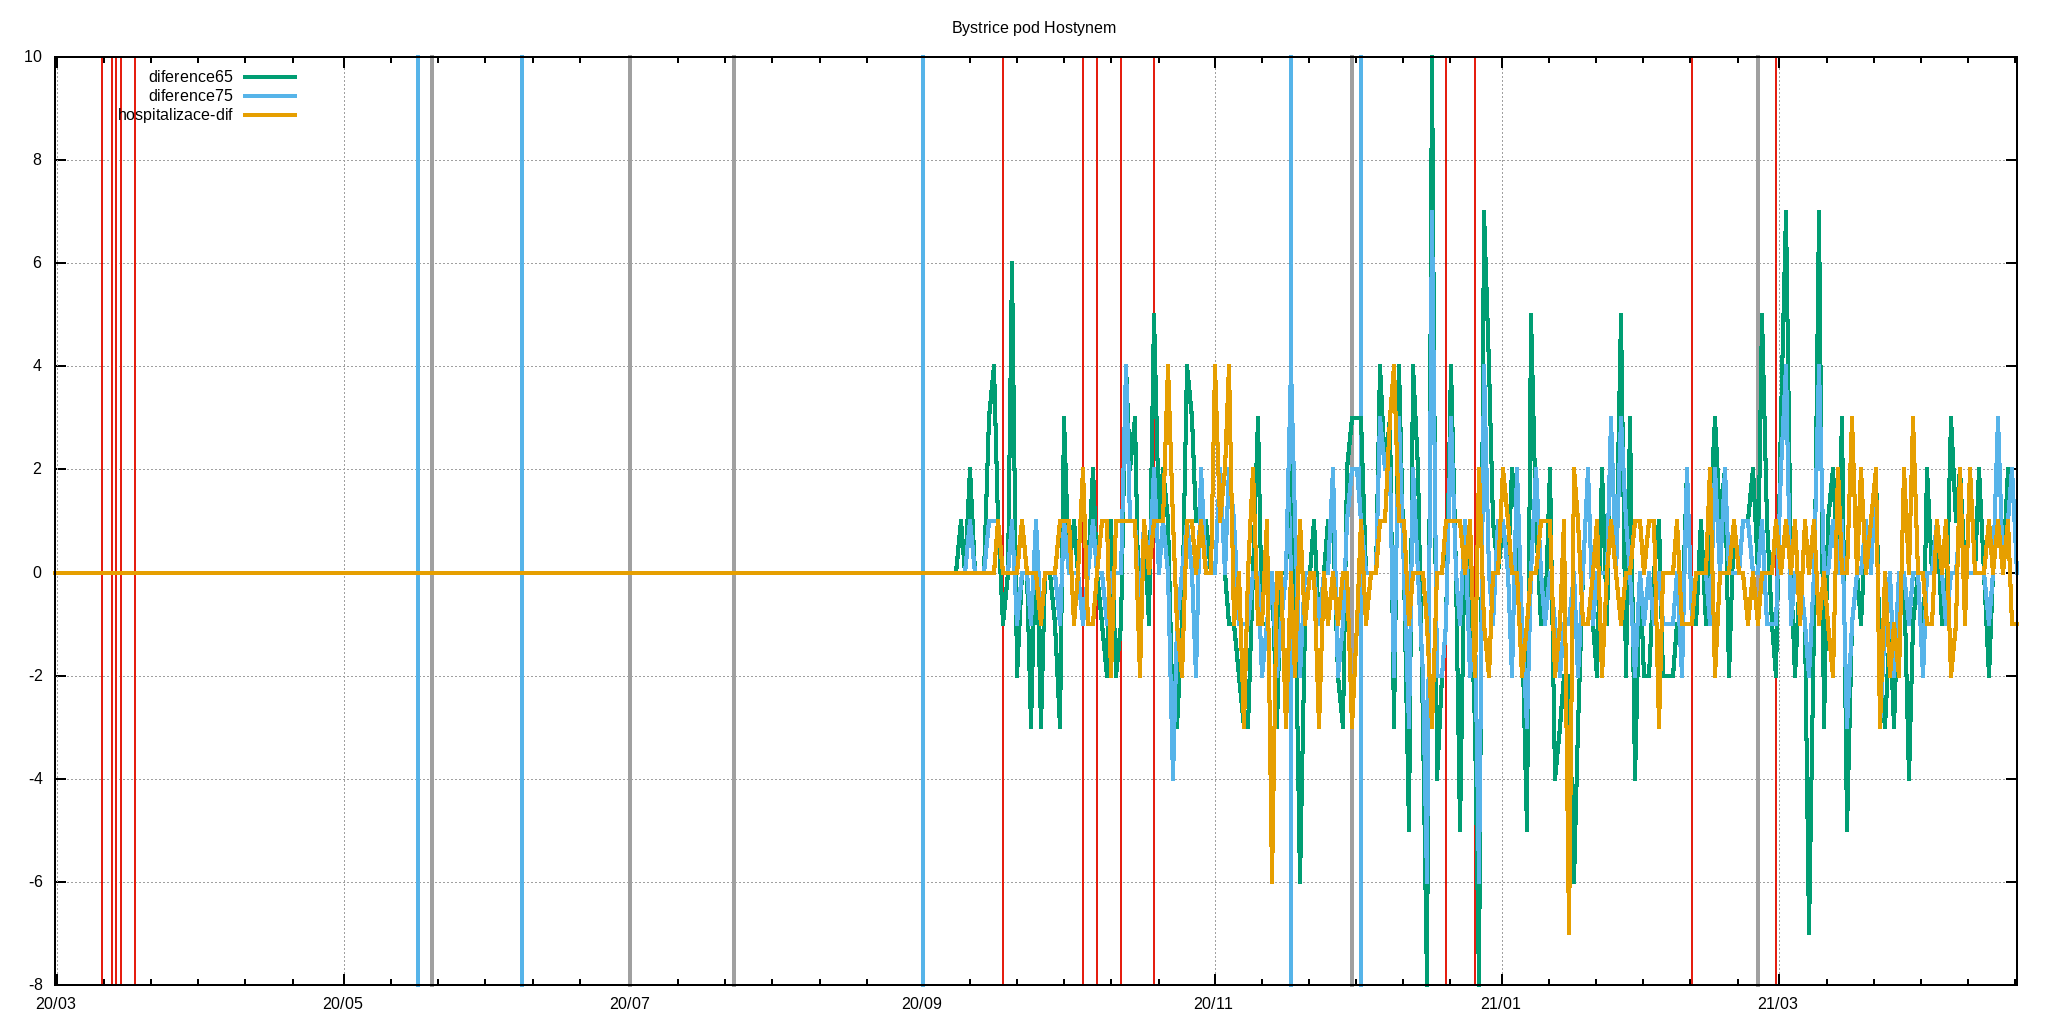 Bystrice pod Hostynem
10
8
6
4
2
0
-2
-4
-6
-8
diference65
diference75
hospitalizace-dif
20/03 20/05 20/07 20/09 20/11 21/01 21/03